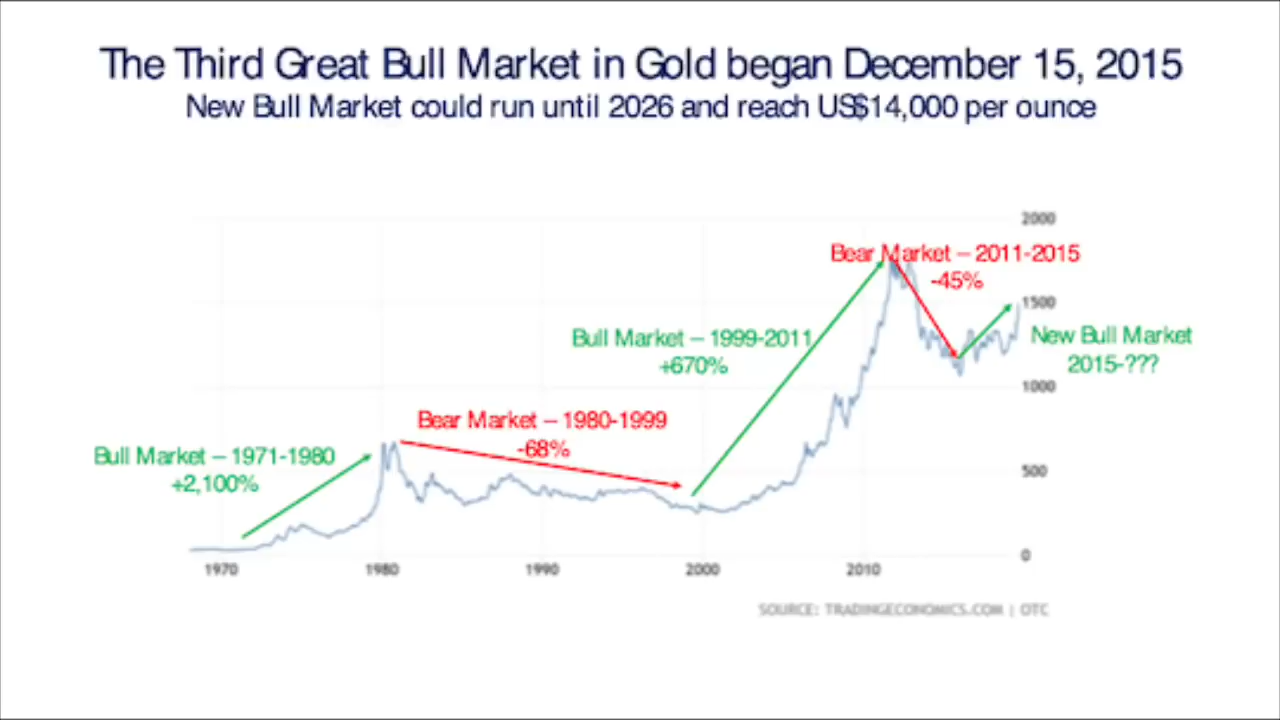 The Third Great Bull Market in Gold began December 15, 2015
New Bull Market could run until 2026 and reach US$14,000 per ounce
2000
Bear Market – 2011-2015
-45%
1500
Bull Market – 1999-2011
+670%
New Bull Market
2015-???
1000
Bear Market – 1980-1999
-68%
Bull Market – 1971-1980
+2,100%
500
0
1970 1980 1990 2000 2010
SOURCE: TRADINGECONOMICS.COM | OTC